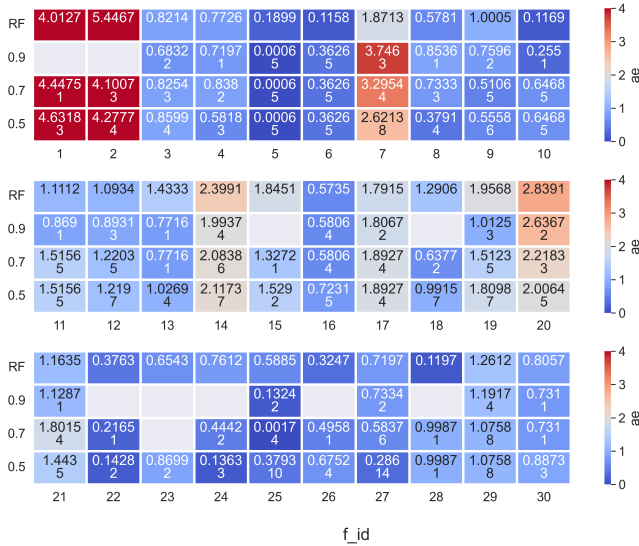 RF 4.0127 5.4467 0.8214 0.7726 0.1899 0.1158 1.8713 0.5781 1.0005 0.1169 4
0.9 0.6832 0.7197 0.0006 0.3626 3.7463 0.8536 0.7596 0.2551 3
2 1 5 5 3 1 2 1
0.7 4.4475 4.1007 0.8254 0.838 0.0006 0.3626 3.2954 0.7333 0.5106 0.6468 2 ae
1 3 3 2 5 5 4 3 5 5
0.5 4.6318 4.2777 0.8599 0.5818 0.0006 0.3626 2.6213 0.3791 0.5558 0.6468 1
3 4 4 3 5 5 8 4 6 5 0
1 2 3 4 5 6 7 8 9 10
RF 1.1112 1.0934 1.4333 2.3991 1.8451 0.5735 1.7915 1.2906 1.9568 2.8391 4
0.9 0.869 0.8931 0.7716 1.9937 0.5806 1.8067 1.0125 2.6367 3
1 3 1 4 4 2 3 2
0.7 1.5156 1.2203 0.7716 2.0838 1.3272 0.5806 1.8927 0.6377 1.5123 2.2183 2 ae
5 5 1 6 1 4 4 2 5 3
0.5 1.5156 1.219 1.0269 2.1173 1.529 0.7231 1.8927 0.9915 1.8098 2.0064 1
5 7 4 7 2 5 4 7 7 5 0
11 12 13 14 15 16 17 18 19 20
RF 1.1635 0.3763 0.6543 0.7612 0.5885 0.3247 0.7197 0.1197 1.2612 0.8057 4
0.9 1.1287 0.1324 0.7334 1.1917 0.731 3
1 2 2 4 1
0.7 1.8015 0.2165 0.4442 0.0017 0.4958 0.5837 0.9987 1.0758 0.731 2 ae
4 1 2 4 1 6 1 8 1
0.5 1.443 0.1428 0.8699 0.1363 0.3793 0.6752 0.286 0.9987 1.0758 0.8873 1
5 2 2 3 10 4 14 1 8 3 0
21 22 23 24 25 26 27 28 29 30
f_id